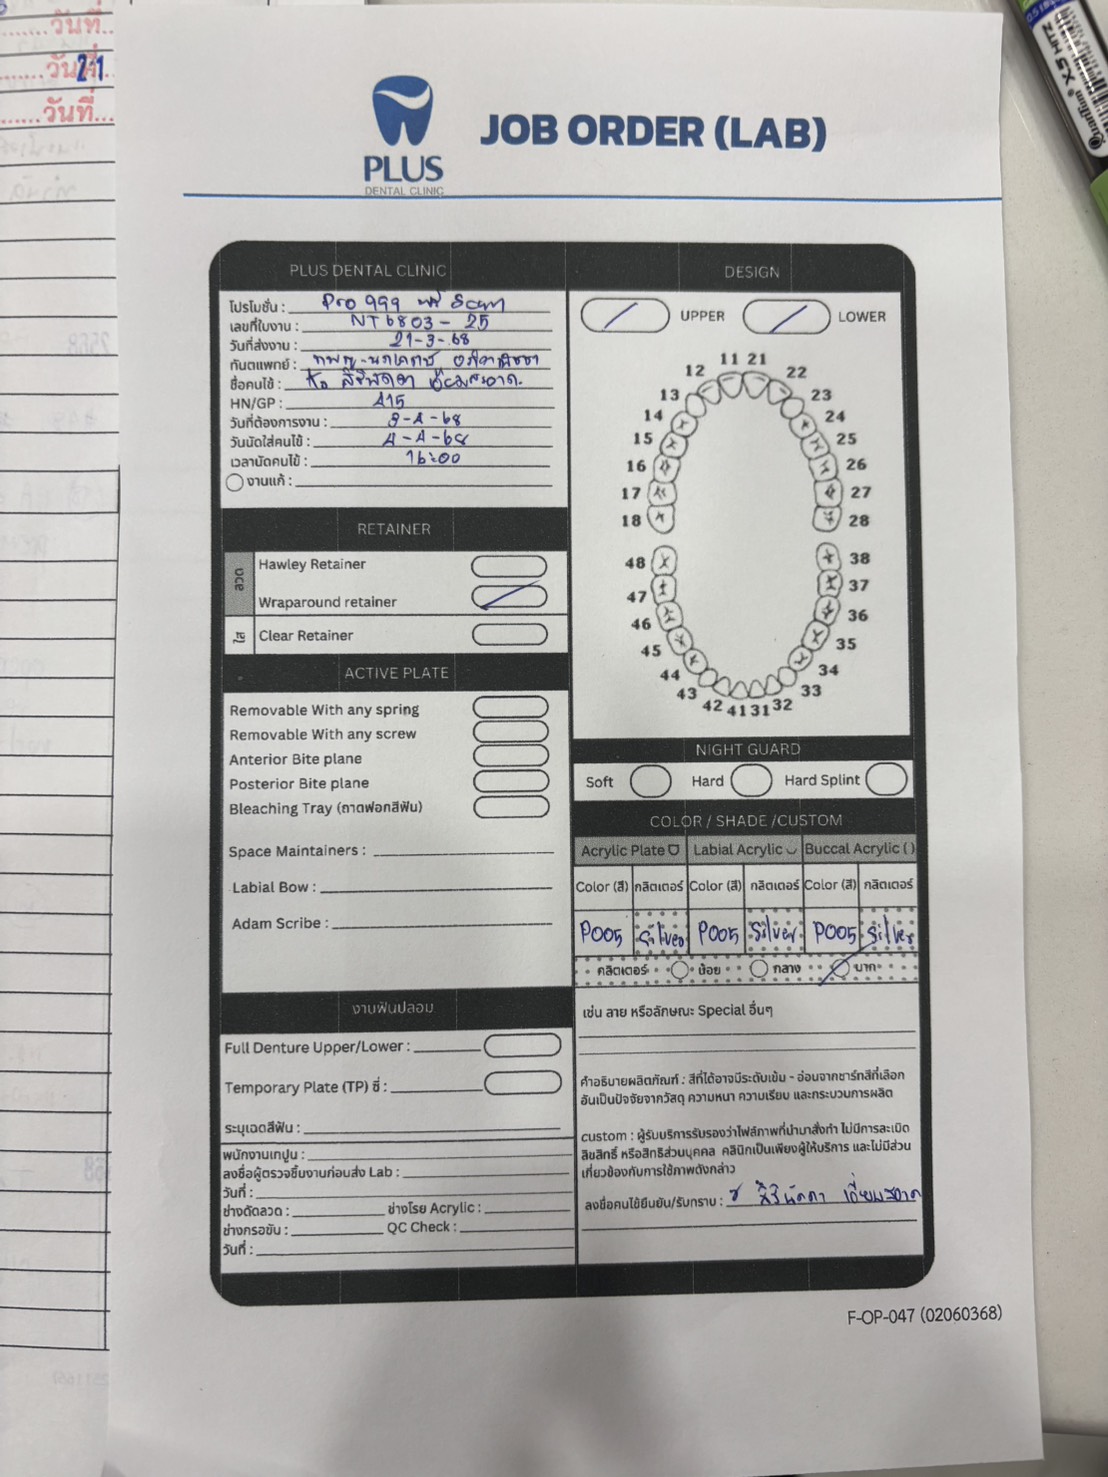 วันที่
วันที่
21
วันที่
0.5
Quantum X5 HITZ
PLUS
DENTAL CLINIC
JOB ORDER (LAB)
PLUS DENTAL CLINIC
โปรโมชั่น : Pro 999 ฟรี Scan
เลขที่ใบงาน : NT6803-25
วันที่ส่งงาน : 21-3-68
ทันตแพทย์ :
ชื่อคนไข้ :
HN/GP : 415
วันที่ต้องการงาน : 3-4-68
วันนัดใส่คนไข้ : 4-4-68
เวลานัดคนไข้ : 16:00
งานแก้ :
RETAINER
ลวด
Hawley Retainer
Wraparound retainer
ใส
Clear Retainer
ACTIVE PLATE
Removable With any spring
Removable With any screw
Anterior Bite plane
Posterior Bite plane
Bleaching Tray (ถาดฟอกสีฟัน)
Space Maintainers :
Labial Bow :
Adam Scribe :
งานฟันปลอม
Full Denture Upper/Lower :
Temporary Plate (TP) ซี่ :
ระบุเฉดสีฟัน :
พนักงานเทปูน :
ลงชื่อผู้ตรวจชิ้นงานก่อนส่ง Lab :
วันที่ :
ช่างดัดลวด : ช่างโรย Acrylic :
ช่างกรอขัน : QC Check :
วันที่ :
DESIGN
UPPER LOWER
11 21
12 22
13 23
14 24
15 25
16 26
17 27
18 28
48 38
47 37
46 36
45 35
44 34
43 33
42 41 31 32
NIGHT GUARD
Soft Hard Hard Splint
COLOR / SHADE /CUSTOM
Acrylic Plate Labial Acrylic Buccal Acrylic ( )
Color (สี) กลิตเตอร์ Color (สี) กลิตเตอร์ Color (สี) กลิตเตอร์
P005 Silver P005 Silver P005 Silver
กลิตเตอร์ น้อย กลาง มาก
เช่น ลาย หรือลักษณะ Special อื่นๆ
คำอธิบายผลิตภัณฑ์ : สีที่ได้อาจมีระดับเข้ม - อ่อนจากชาร์ทสีที่เลือก
อันเป็นปัจจัยจากวัสดุ ความหนา ความเรียบ และกระบวนการผลิต
custom : ผู้รับบริการรับรองว่าไฟล์ภาพที่นำมาสั่งทำ ไม่มีการละเมิด
ลิขสิทธิ์ หรือสิทธิส่วนบุคคล คลินิกเป็นเพียงผู้ให้บริการ และไม่มีส่วน
เกี่ยวข้องกับการใช้ภาพดังกล่าว
ลงชื่อคนไข้ยืนยัน/รับทราบ :
F-OP-047 (02060368)